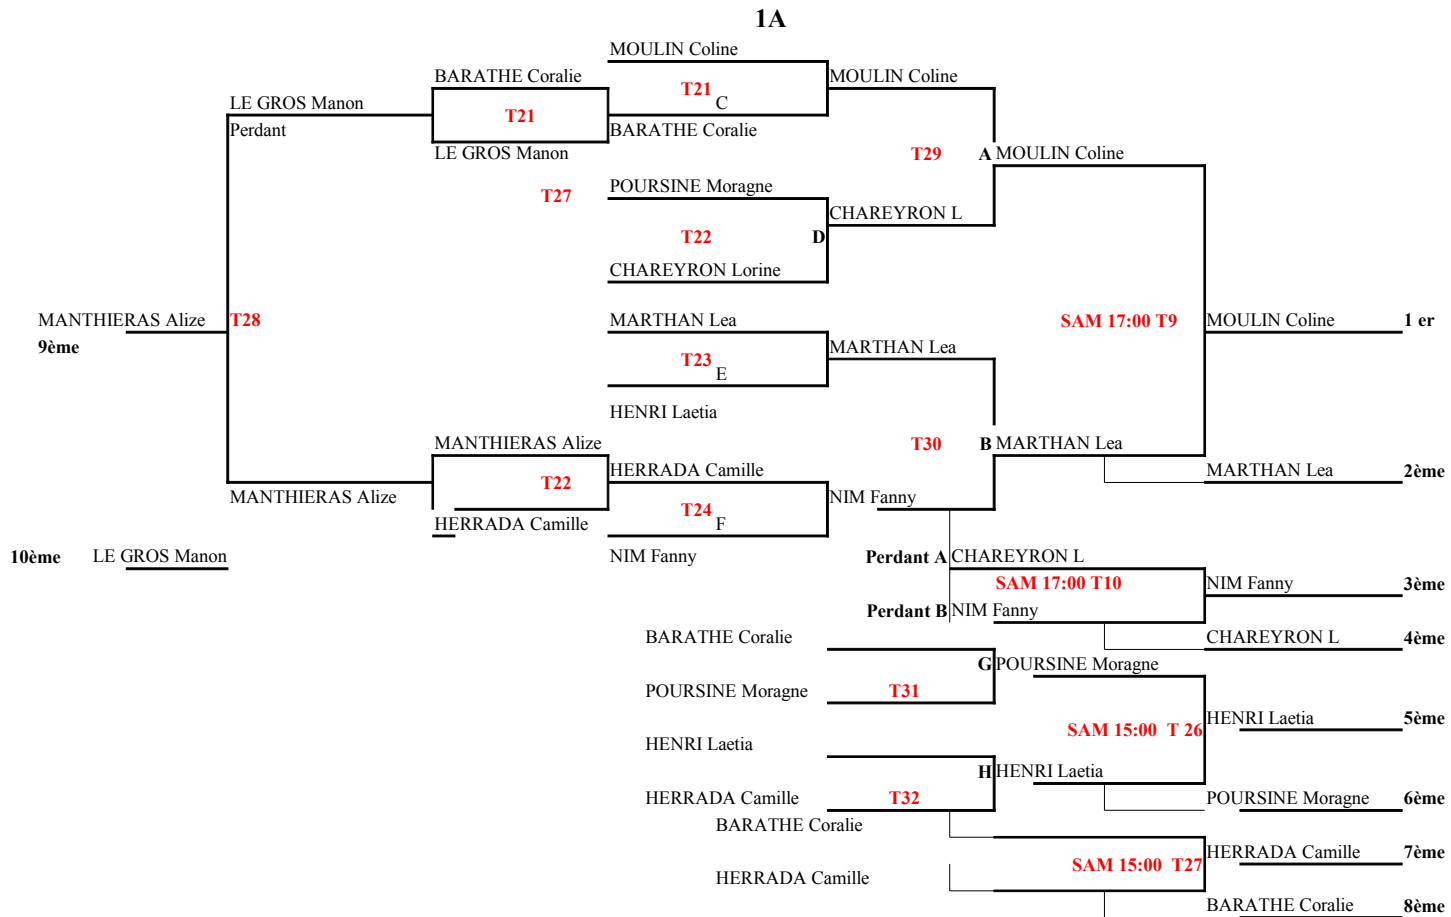 1A
MOULIN Coline
BARATHE Coralie
T21
C
MOULIN Coline
LE GROS Manon
T21
Perdant
BARATHE Coralie
LE GROS Manon
T29
A
MOULIN Coline
T27
POURSINE Moragne
CHAREYRON L
T22
D
CHAREYRON Lorine
MANTHIERAS Alize
T28
MARTHAN Lea
SAM 17:00 T9
MOULIN Coline
1 er
9ème
T23
E
MARTHAN Lea
HENRI Laetia
MANTHIERAS Alize
T30
B
MARTHAN Lea
HERRADA Camille
MARTHAN Lea
2ème
T22
MANTHIERAS Alize
NIM Fanny
T24
F
HERRADA Camille
10ème
LE GROS Manon
NIM Fanny
Perdant A
CHAREYRON L
SAM 17:00 T10
NIM Fanny
3ème
Perdant B
NIM Fanny
BARATHE Coralie
CHAREYRON L
4ème
G
POURSINE Moragne
POURSINE Moragne
T31
HENRI Laetia
5ème
SAM 15:00 T 26
HENRI Laetia
H
HENRI Laetia
HERRADA Camille
T32
POURSINE Moragne
6ème
BARATHE Coralie
HERRADA Camille
7ème
SAM 15:00 T27
HERRADA Camille
BARATHE Coralie
8ème